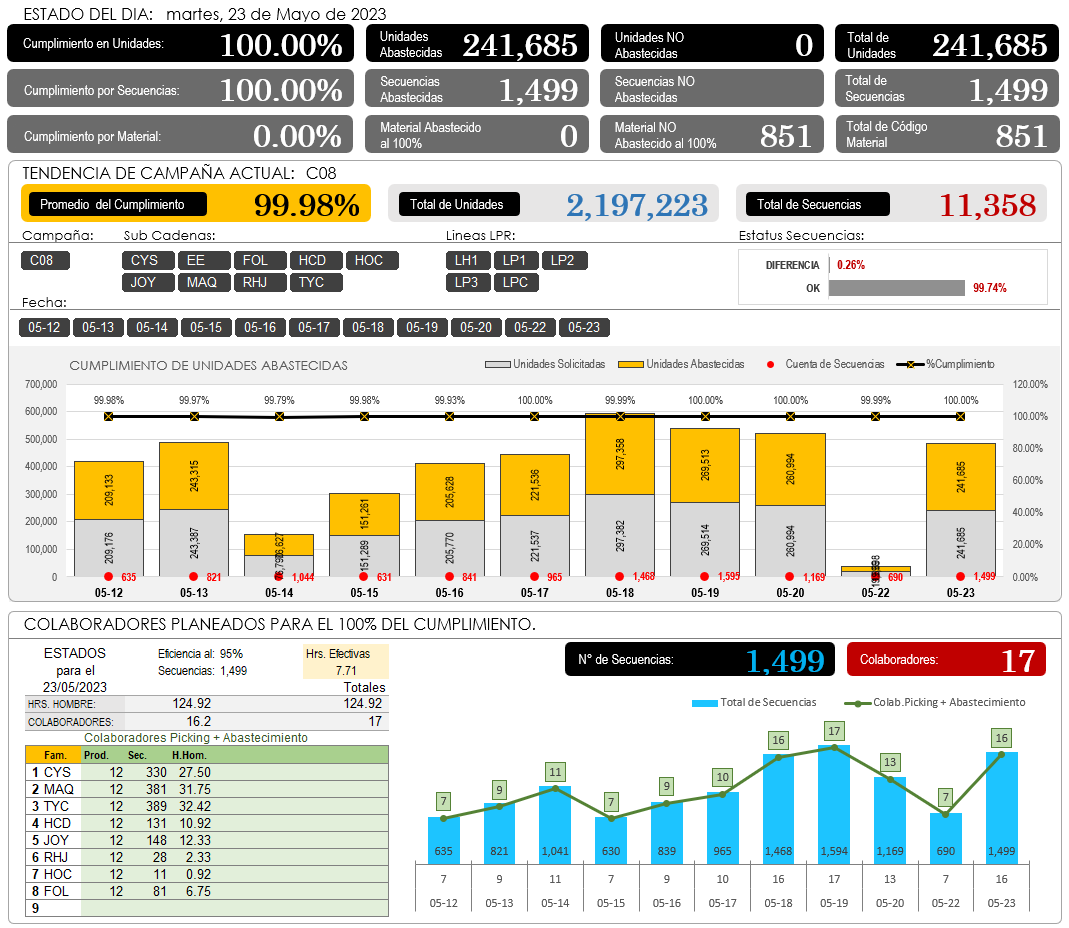 ESTADO DEL DIA: martes, 23 de Mayo de 2023
Cumplimiento en Unidades: 100.00%
Unidades Abastecidas 241,685
Unidades NO Abastecidas 0
Total de Unidades 241,685
Cumplimiento por Secuencias: 100.00%
Secuencias Abastecidas 1,499
Secuencias NO Abastecidas
Total de Secuencias 1,499
Cumplimiento por Material: 0.00%
Material Abastecido al 100% 0
Material NO Abastecido al 100% 851
Total de Código Material 851
TENDENCIA DE CAMPAÑA ACTUAL: C08
Promedio del Cumplimiento 99.98%
Total de Unidades 2,197,223
Total de Secuencias 11,358
Campaña:
C08
Sub Cadenas:
CYS EE FOL HCD HOC
JOY MAQ RHJ TYC
Lineas LPR:
LH1 LP1 LP2
LP3 LPC
Estatus Secuencias:
DIFERENCIA 0.26%
OK 99.74%
Fecha:
05-12 05-13 05-14 05-15 05-16 05-17 05-18 05-19 05-20 05-22 05-23
CUMPLIMIENTO DE UNIDADES ABASTECIDAS
Unidades Solicitadas Unidades Abastecidas Cuenta de Secuencias %Cumplimiento
700,000
600,000
500,000
400,000
300,000
200,000
100,000
0
120.00%
100.00%
80.00%
60.00%
40.00%
20.00%
0.00%
99.98% 99.97% 99.79% 99.98% 99.93% 100.00% 99.99% 100.00% 100.00% 99.99% 100.00%
209,133 243,315 151,261 205,628 221,536 297,358 269,513 260,994 241,685
209,176 243,387 151,289 205,770 221,537 297,382 269,514 260,994 241,685
635 821 1,044 631 841 965 1,468 1,595 1,169 690 1,499
05-12 05-13 05-14 05-15 05-16 05-17 05-18 05-19 05-20 05-22 05-23
COLABORADORES PLANEADOS PARA EL 100% DEL CUMPLIMIENTO.
ESTADOS
para el
23/05/2023
Eficiencia al: 95%
Secuencias: 1,499
Hrs. Efectivas
7.71
Totales
HRS. HOMBRE: 124.92 124.92
COLABORADORES: 16.2 17
Colaboradores Picking + Abastecimiento
Fam. Prod. Sec. H.Hom.
1 CYS 12 330 27.50
2 MAQ 12 381 31.75
3 TYC 12 389 32.42
4 HCD 12 131 10.92
5 JOY 12 148 12.33
6 RHJ 12 28 2.33
7 HOC 12 11 0.92
8 FOL 12 81 6.75
9
N° de Secuencias: 1,499
Colaboradores: 17
Total de Secuencias Colab.Picking + Abastecimiento
7 9 11 7 9 10 16 17 13 7 16
635 821 1,041 630 839 965 1,468 1,594 1,169 690 1,499
7 9 11 7 9 10 16 17 13 7 16
05-12 05-13 05-14 05-15 05-16 05-17 05-18 05-19 05-20 05-22 05-23